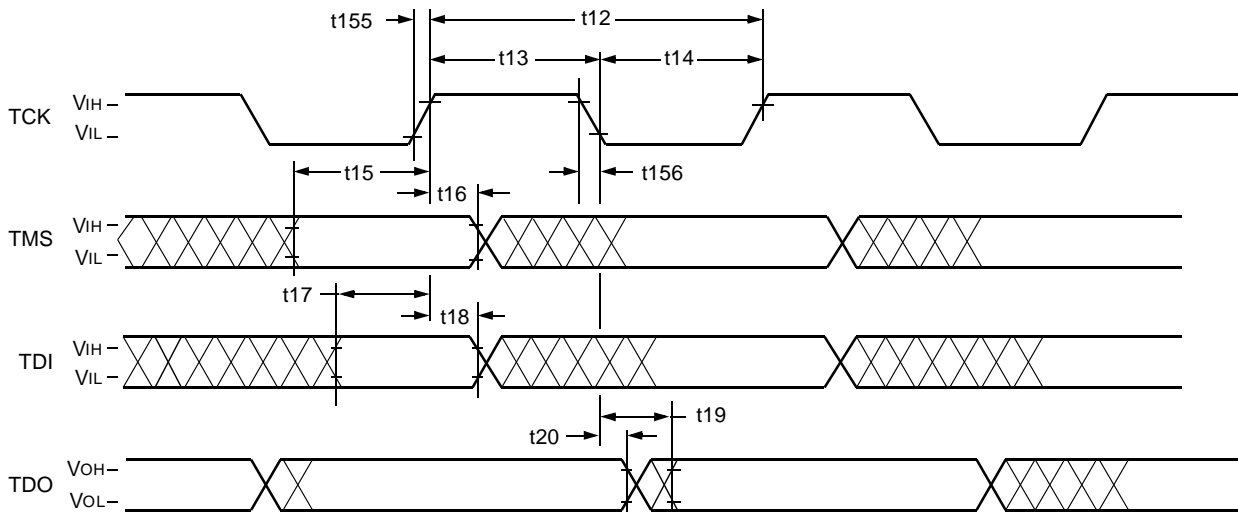 t155 t12
t13 t14
TCK VIH
VIL
t15 t156
t16
TMS VIH
VIL
t17
t18
TDI VIH
VIL
t19
t20
TDO VOH
VOL